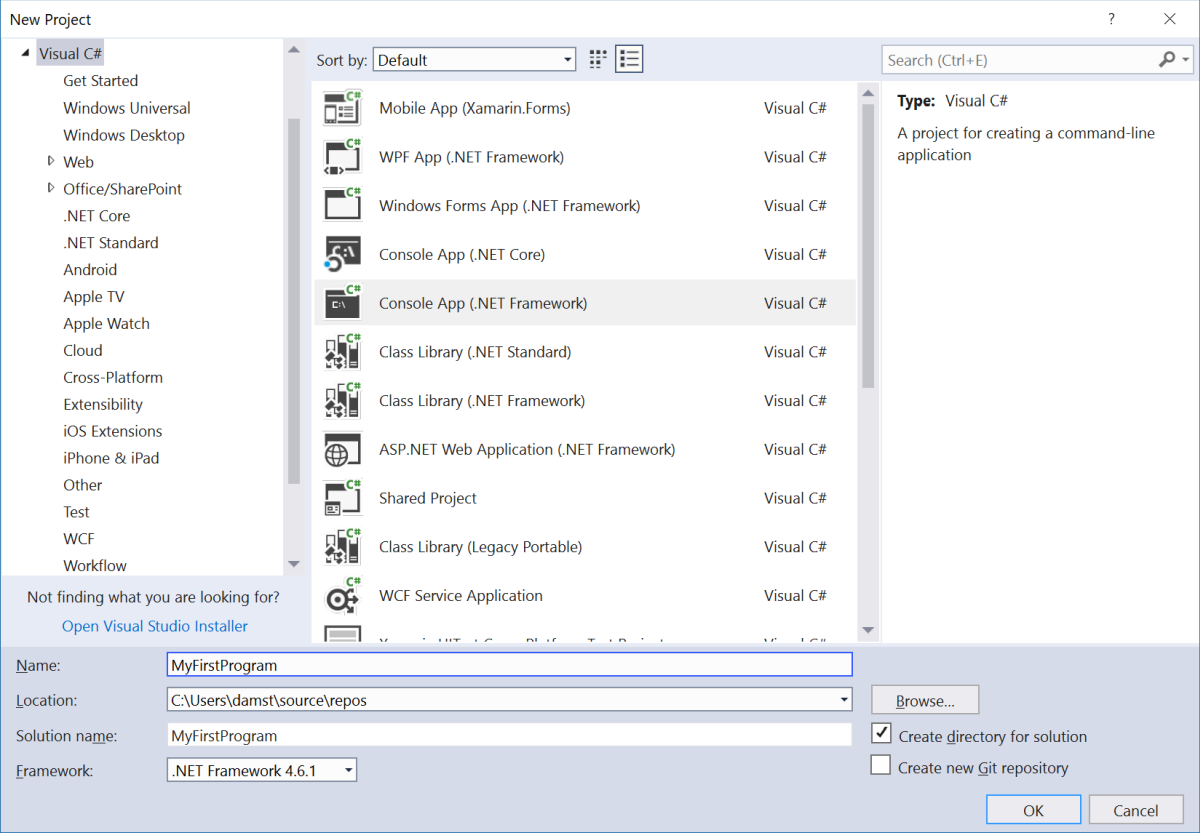 New Project
?
Visual C#
Get Started
Windows Universal
Windows Desktop
Web
Office/SharePoint
.NET Core
.NET Standard
Android
Apple TV
Apple Watch
Cloud
Cross-Platform
Extensibility
iOS Extensions
iPhone & iPad
Other
Test
WCF
Workflow
Not finding what you are looking for?
Open Visual Studio Installer
Sort by: Default
Mobile App (Xamarin.Forms) Visual C#
WPF App (.NET Framework) Visual C#
Windows Forms App (.NET Framework) Visual C#
Console App (.NET Core) Visual C#
Console App (.NET Framework) Visual C#
Class Library (.NET Standard) Visual C#
Class Library (.NET Framework) Visual C#
ASP.NET Web Application (.NET Framework) Visual C#
Shared Project Visual C#
Class Library (Legacy Portable) Visual C#
WCF Service Application Visual C#
Search (Ctrl+E)
Type: Visual C#
A project for creating a command-line
application
Name: MyFirstProgram
Location: C:\Users\damst\source\repos
Browse...
Solution name: MyFirstProgram
Create directory for solution
Framework: .NET Framework 4.6.1
Create new Git repository
OK
Cancel